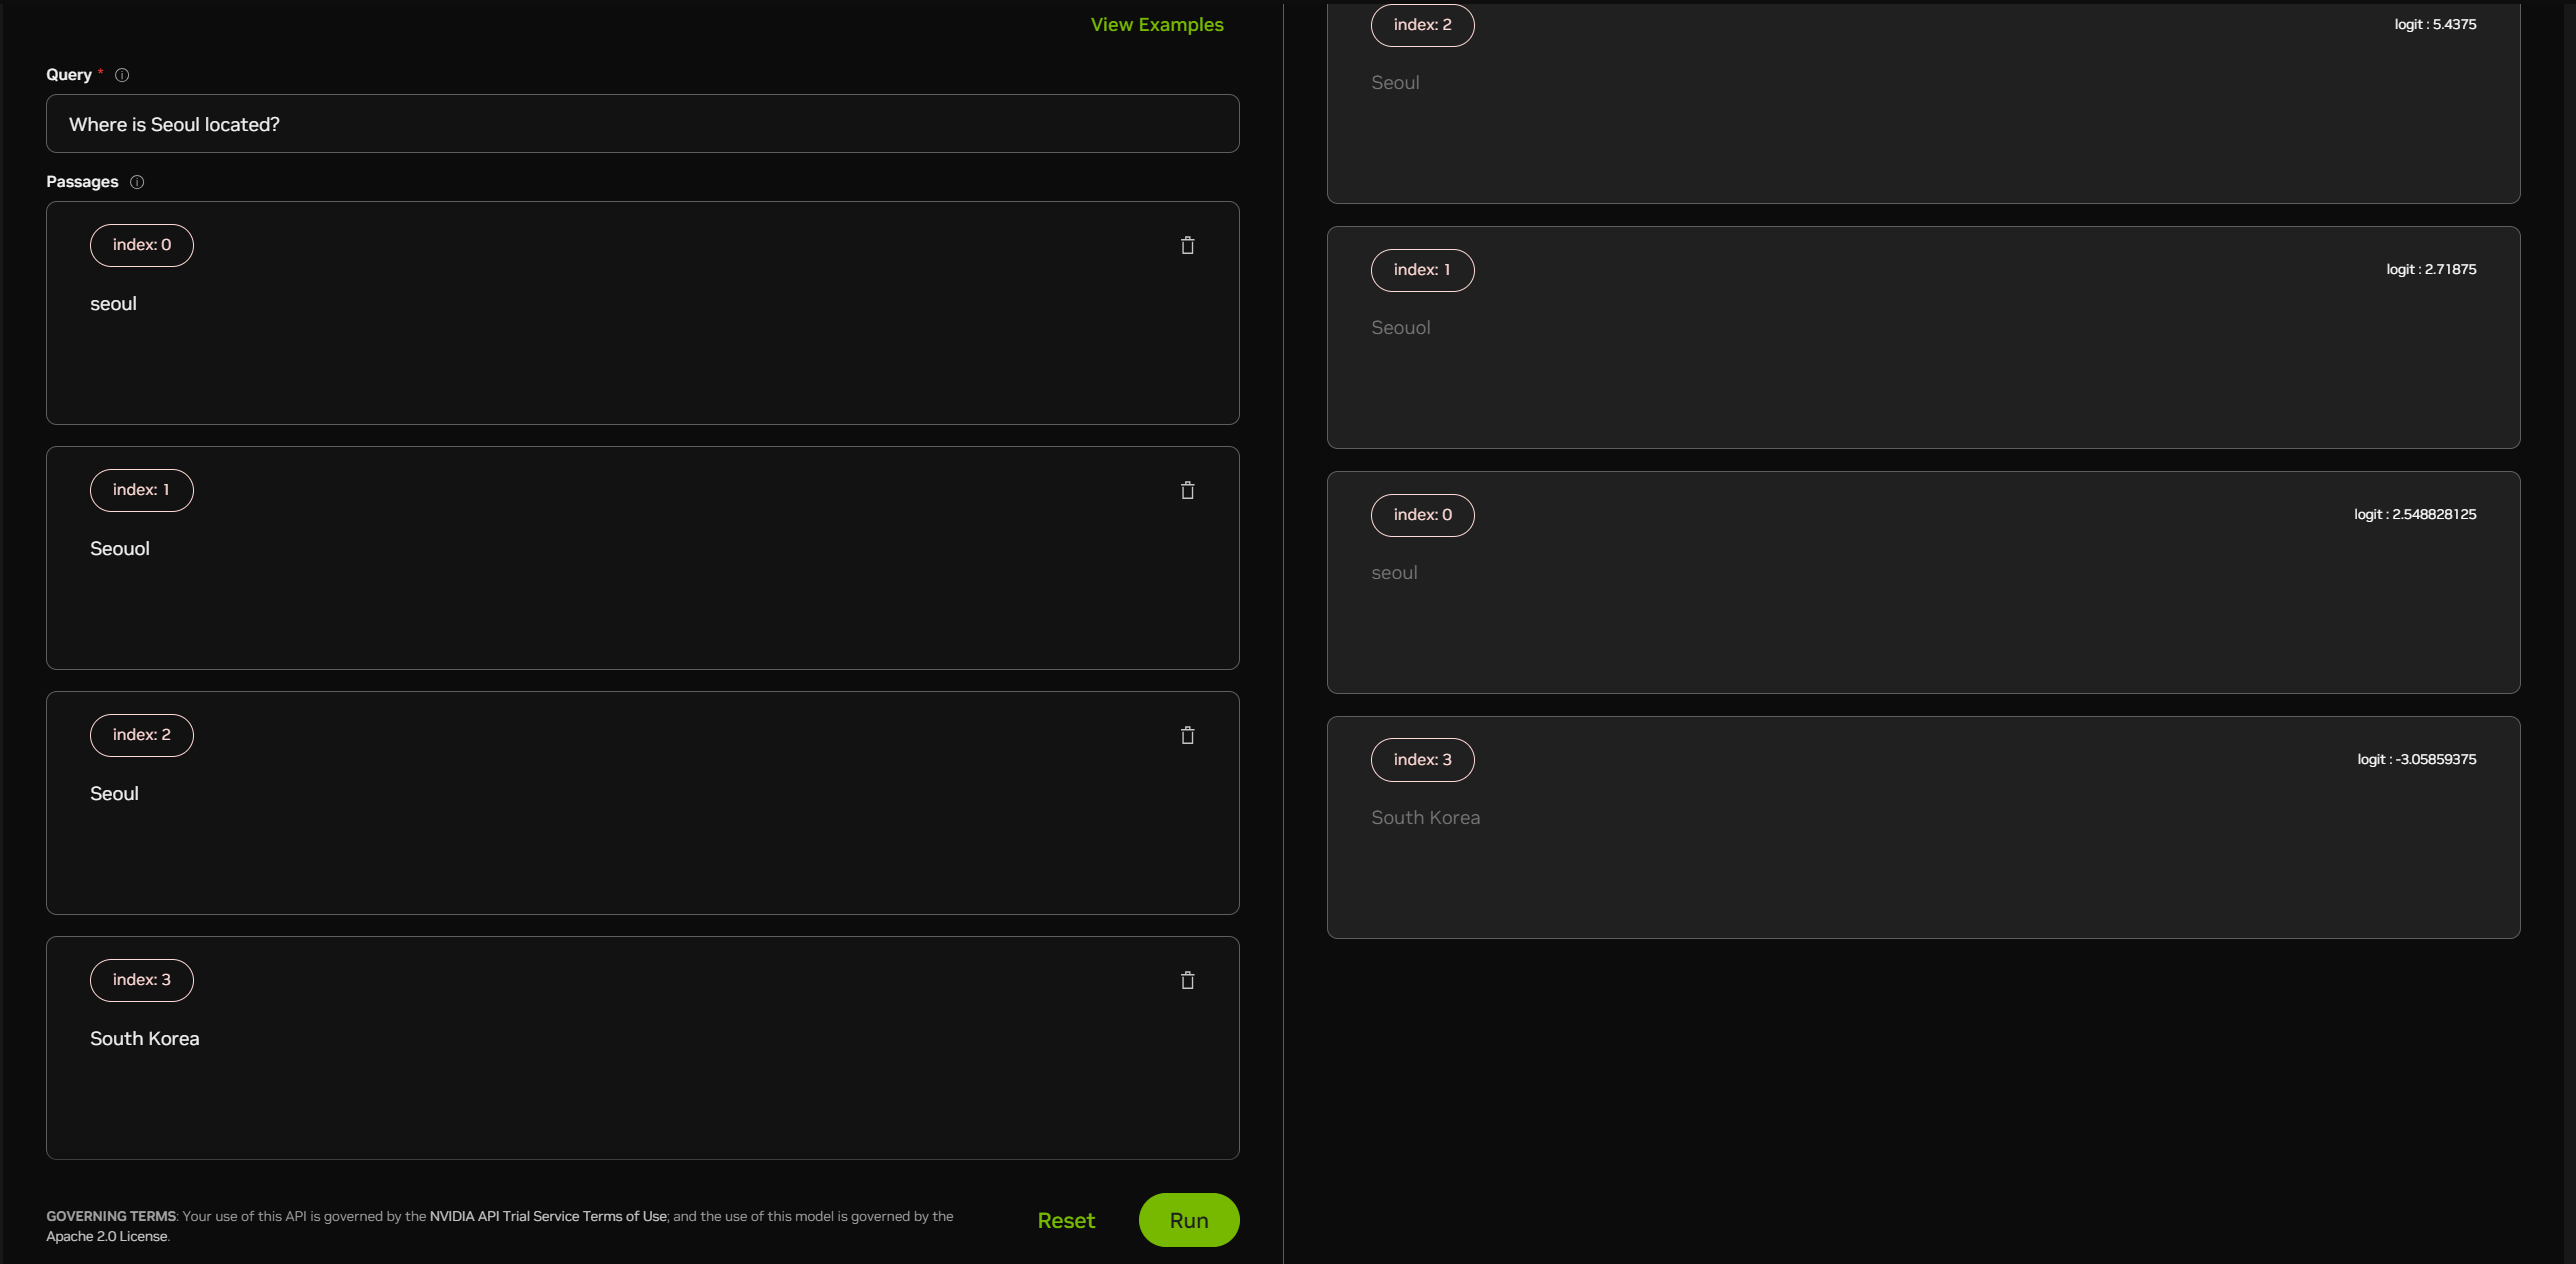 View Examples
Query *
Where is Seoul located?
Passages
index: 0
seoul
index: 1
Seouol
index: 2
Seoul
index: 3
South Korea
GOVERNING TERMS: Your use of this API is governed by the NVIDIA API Trial Service Terms of Use; and the use of this model is governed by the
Apache 2.0 License.
Reset
Run
index: 2
logit : 5.4375
Seoul
index: 1
logit : 2.71875
Seouol
index: 0
logit : 2.548828125
seoul
index: 3
logit : -3.05859375
South Korea